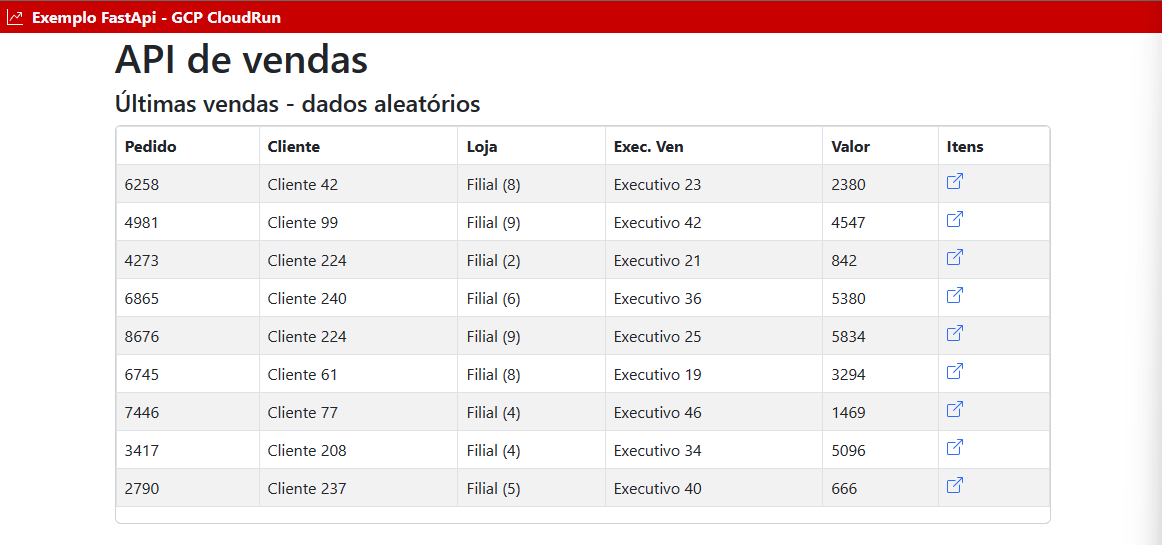 Exemplo FastApi - GCP CloudRun
API de vendas
Últimas vendas - dados aleatórios
Pedido Cliente Loja Exec. Ven Valor Itens
6258 Cliente 42 Filial (8) Executivo 23 2380
4981 Cliente 99 Filial (9) Executivo 42 4547
4273 Cliente 224 Filial (2) Executivo 21 842
6865 Cliente 240 Filial (6) Executivo 36 5380
8676 Cliente 224 Filial (9) Executivo 25 5834
6745 Cliente 61 Filial (8) Executivo 19 3294
7446 Cliente 77 Filial (4) Executivo 46 1469
3417 Cliente 208 Filial (4) Executivo 34 5096
2790 Cliente 237 Filial (5) Executivo 40 666